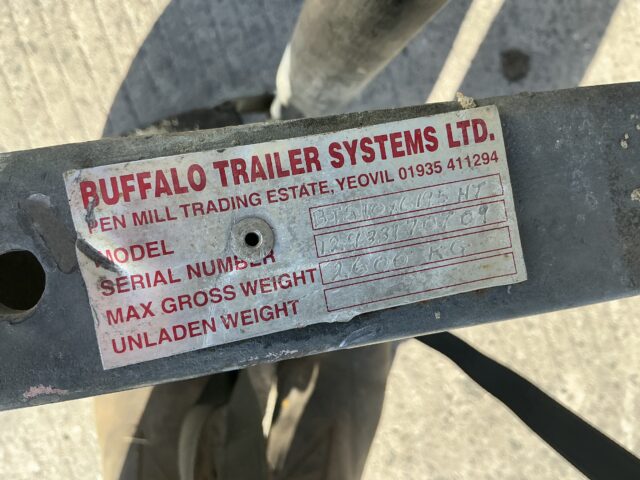 BUFFALO TRAILER SYSTEMS LTD.
PEN MILL TRADING ESTATE, YEOVIL 01935 411294
MODEL
SERIAL NUMBER
MAX GROSS WEIGHT 2600 KG
UNLADEN WEIGHT